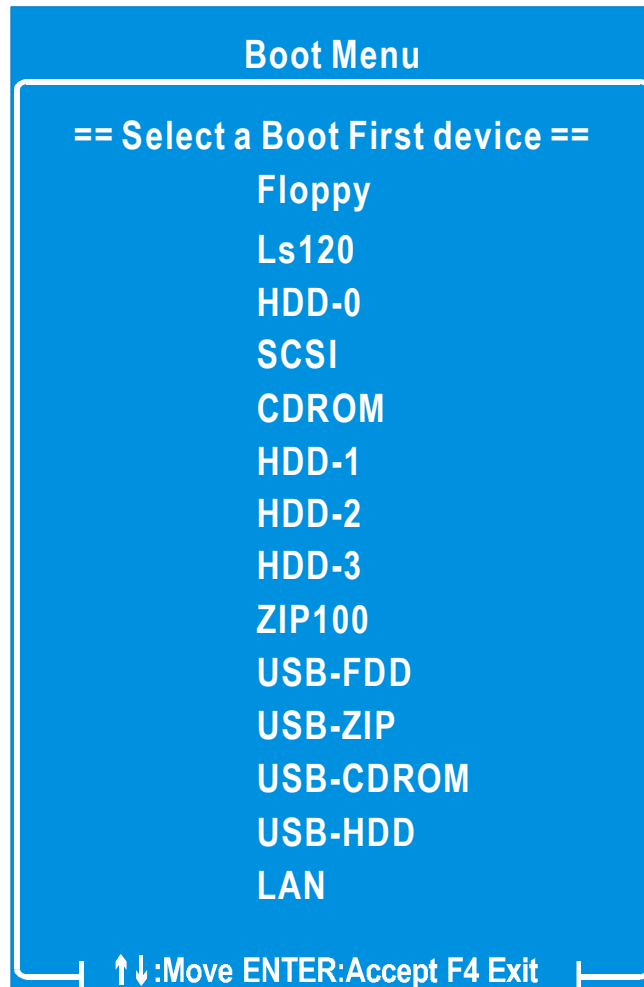 Boot Menu
== Select a Boot First device ==
Floppy
Ls120
HDD-0
SCSI
CDROM
HDD-1
HDD-2
HDD-3
ZIP100
USB-FDD
USB-ZIP
USB-CDROM
USB-HDD
LAN
↑↓:Move ENTER:Accept F4 Exit